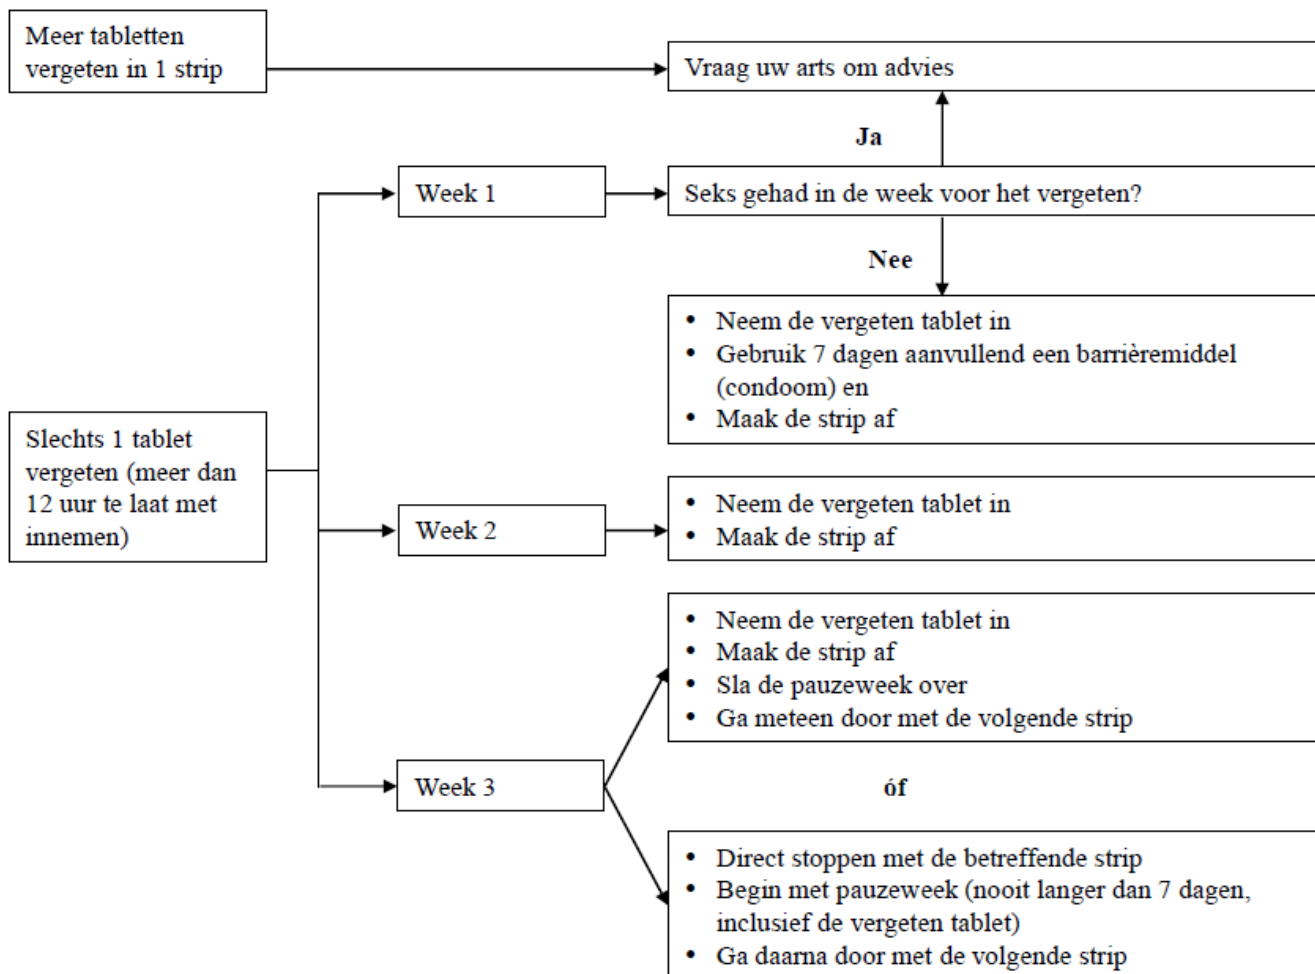 Meer tabletten
vergeten in 1 strip
Vraag uw arts om advies
Ja
Week 1
Seks gehad in de week voor het vergeten?
Nee
• Neem de vergeten tablet in
• Gebruik 7 dagen aanvullend een barrièremiddel
(condoom) en
• Maak de strip af
Slechts 1 tablet
vergeten (meer dan
12 uur te laat met
innemen)
Week 2
• Neem de vergeten tablet in
• Maak de strip af
• Neem de vergeten tablet in
• Maak de strip af
• Sla de pauzeweek over
• Ga meteen door met de volgende strip
Week 3
óf
• Direct stoppen met de betreffende strip
• Begin met pauzeweek (nooit langer dan 7 dagen,
inclusief de vergeten tablet)
• Ga daarna door met de volgende strip